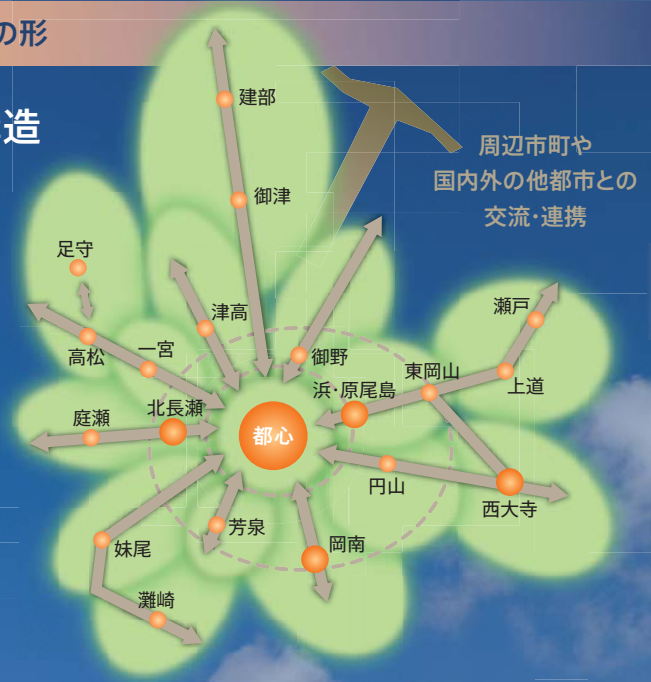 の形
造
建部
周辺市町や
国内外の他都市との
交流・連携
御津
足守
瀬戸
津高
高松
一宮
御野
東岡山
上道
浜・原尾島
庭瀬
北長瀬
都心
円山
西大寺
芳泉
岡南
妹尾
灘崎